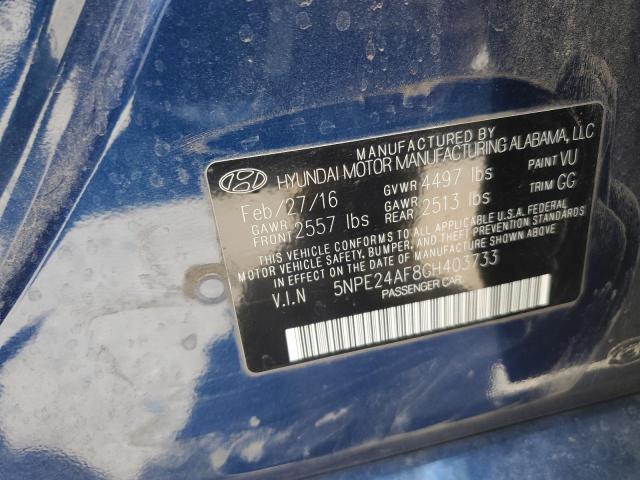 MANUFACTURED BY
HYUNDAI MOTOR MANUFACTURING ALABAMA, LLC
Feb/27/16 GVWR 4497 lbs PAINT VU
GAWR FRONT 2557 lbs GAWR REAR 2513 lbs TRIM GG
THIS VEHICLE CONFORMS TO ALL APPLICABLE U.S.A. FEDERAL
MOTOR VEHICLE SAFETY, BUMPER, AND THEFT PREVENTION STANDARDS
IN EFFECT ON THE DATE OF MANUFACTURE SHOWN ABOVE.
V.I.N 5NPE24AF8GH403733
PASSENGER CAR